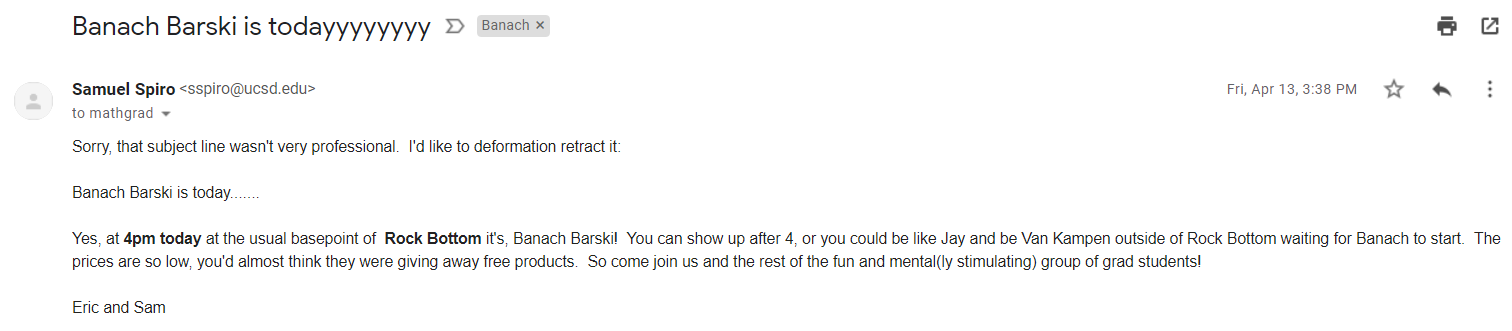 Banach Barski is todayyyyyyyy
Banach ×
Samuel Spiro <sspiro@ucsd.edu>
Fri, Apr 13, 3:38 PM
to mathgrad
Sorry, that subject line wasn't very professional.  I'd like to deformation retract it:
Banach Barski is today.......
Yes, at 4pm today at the usual basepoint of  Rock Bottom it's, Banach Barski!  You can show up after 4, or you could be like Jay and be Van Kampen outside of Rock Bottom waiting for Banach to start.  The
prices are so low, you'd almost think they were giving away free products.  So come join us and the rest of the fun and mental(ly stimulating) group of grad students!
Eric and Sam